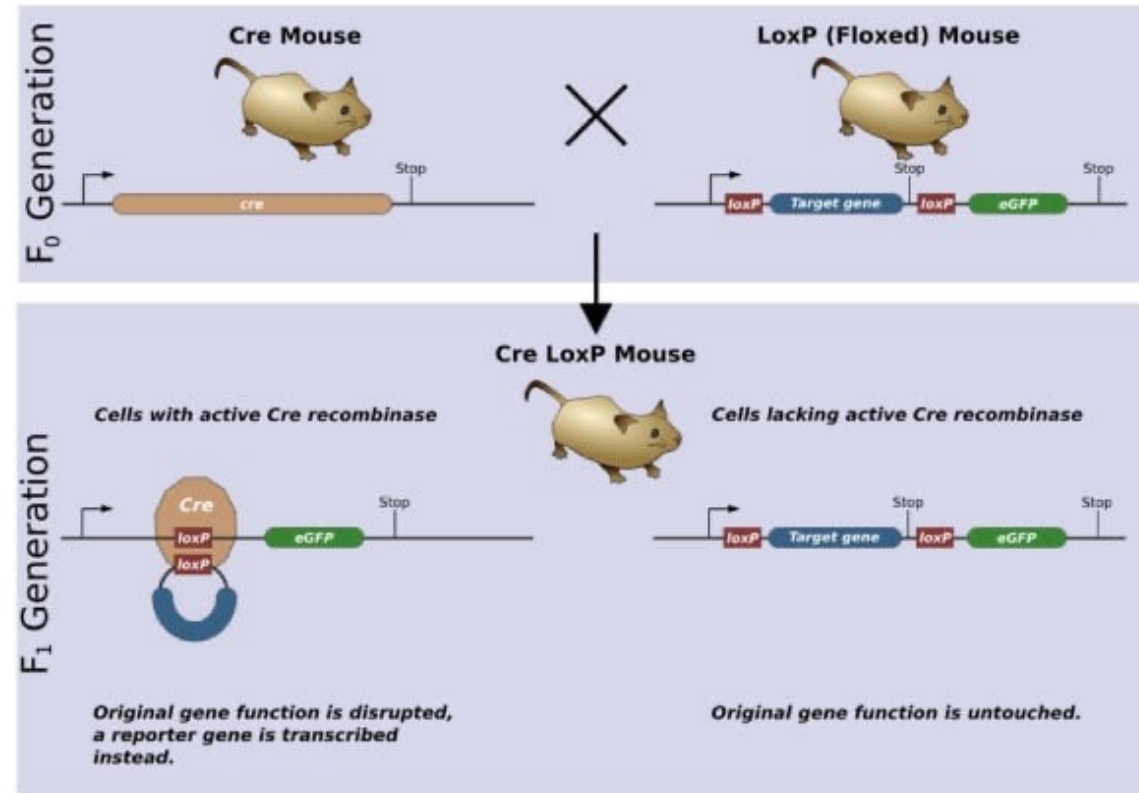 F0 Generation
Cre Mouse
LoxP (Floxed) Mouse
Stop
cre
Stop
Stop
loxP
Target gene
loxP
eGFP
F1 Generation
Cre LoxP Mouse
Cells with active Cre recombinase
Cells lacking active Cre recombinase
Cre
loxP
loxP
eGFP
Stop
Stop
Stop
loxP
Target gene
loxP
eGFP
Original gene function is disrupted,
a reporter gene is transcribed
instead.
Original gene function is untouched.